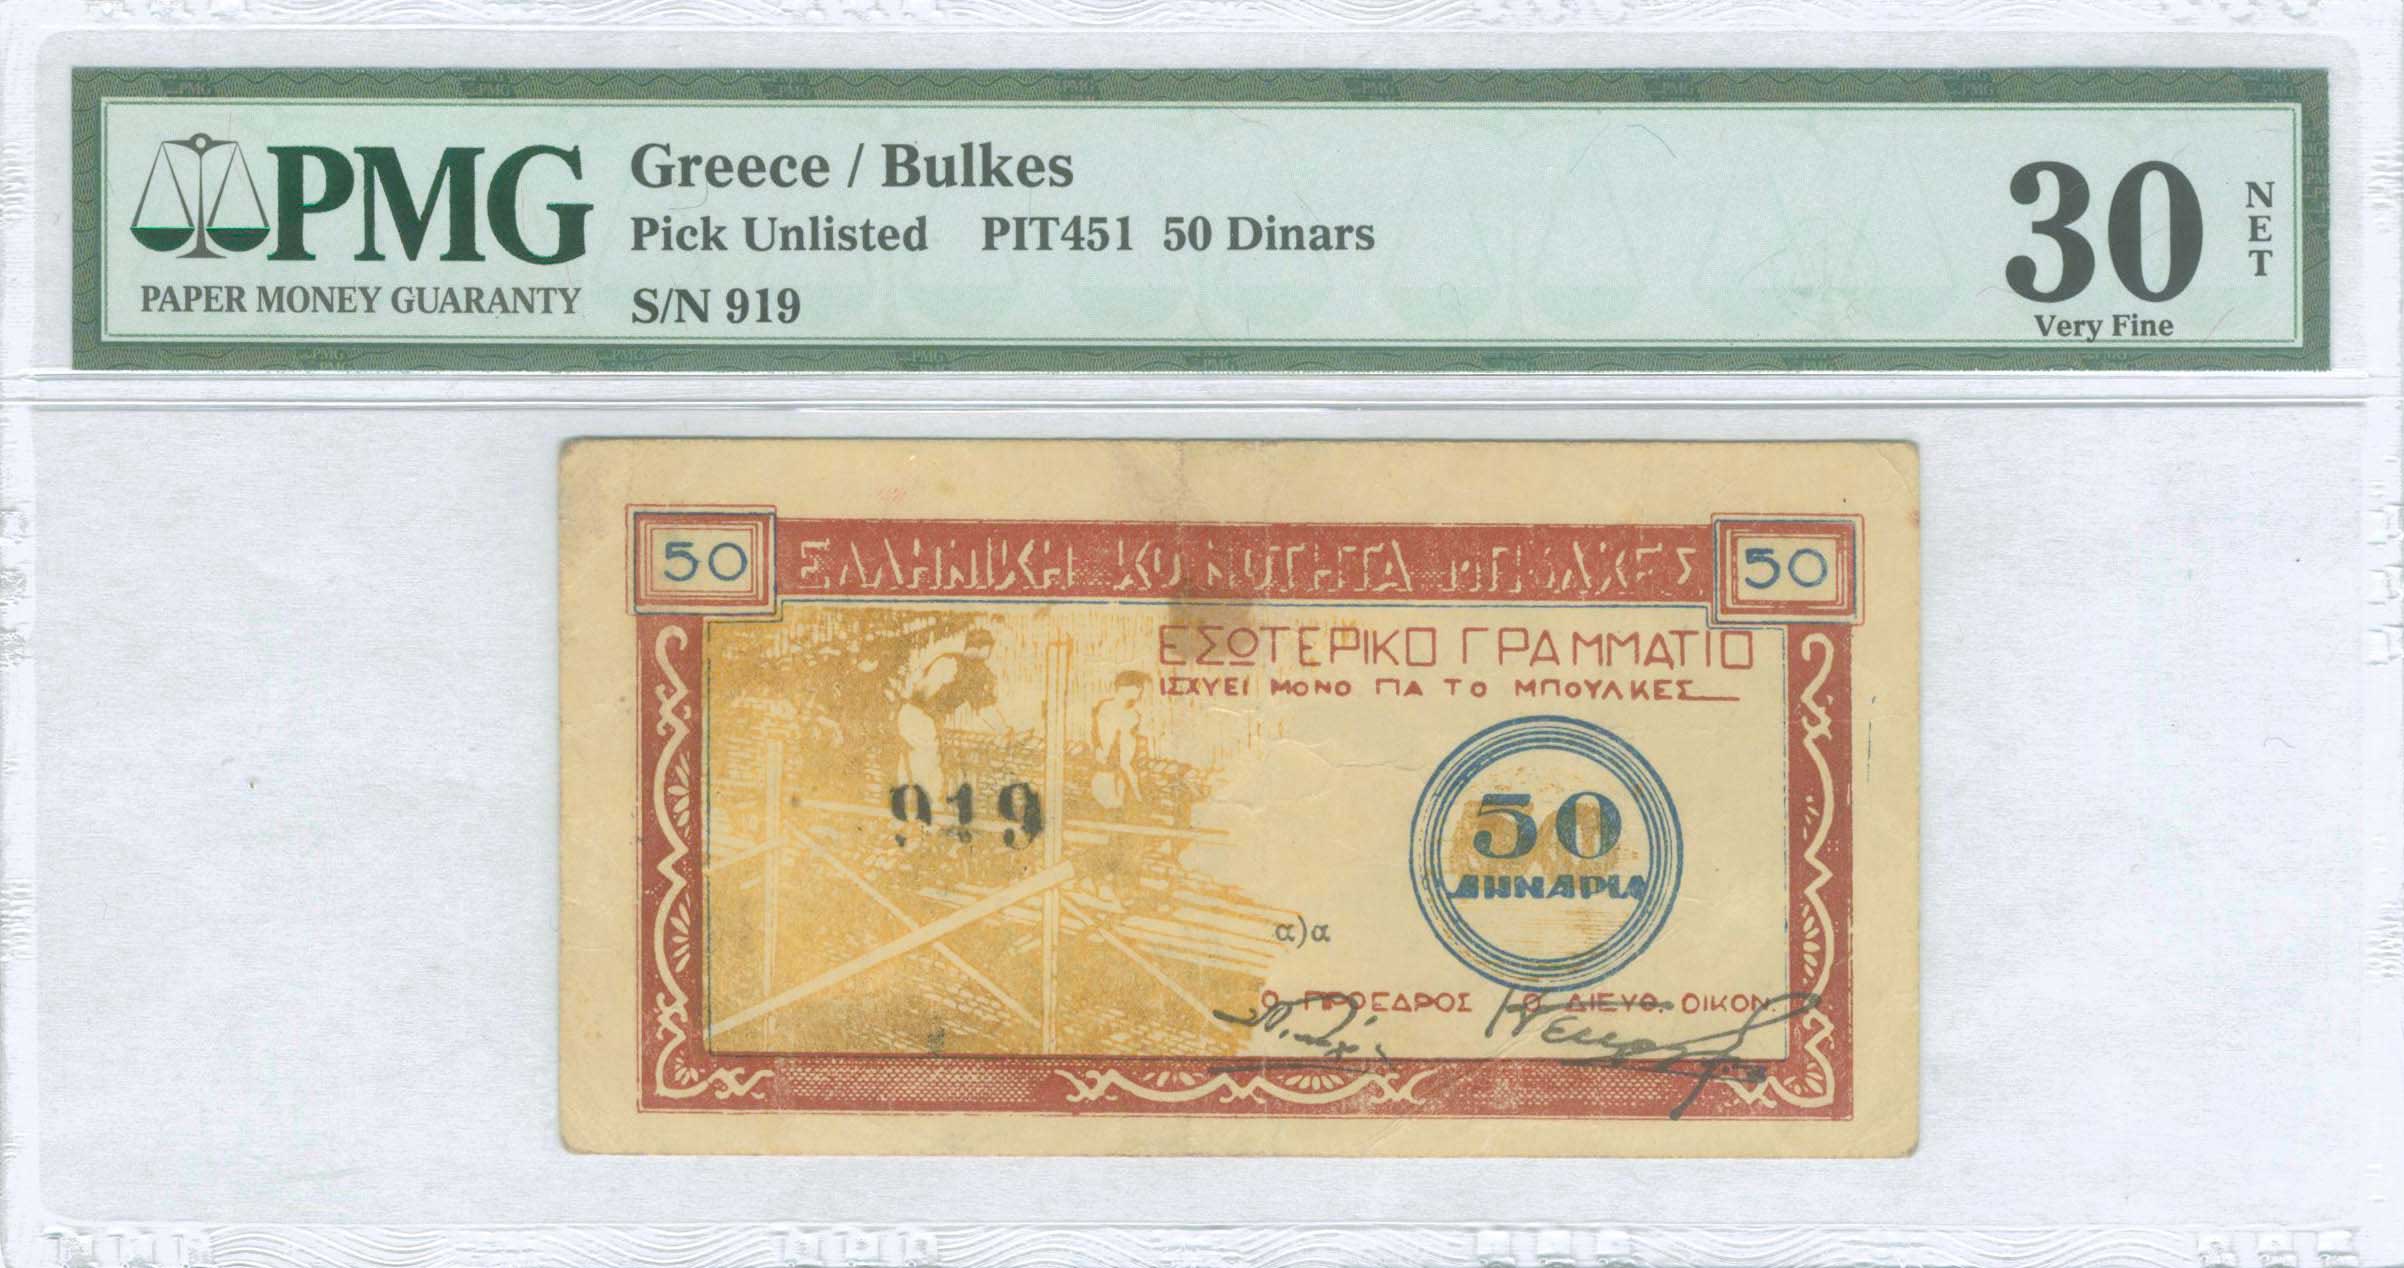 PMG
PAPER MONEY GUARANTY
Greece / Bulkes
Pick Unlisted PIT451 50 Dinars
S/N 919
30
NET
Very Fine
50 ΕΛΛΗΝΙΚΗ ΚΟΙΝΟΤΗΤΑ ΜΠΟΥΛΚΕΣ 50
ΕΣΩΤΕΡΙΚΟ ΓΡΑΜΜΑΤΙΟ
ΙΣΧΥΕΙ ΜΟΝΟ ΓΙΑ ΤΟ ΜΠΟΥΛΚΕΣ
919
50
ΔΗΝΑΡΙΑ
α)α
Ο ΠΡΟΕΔΡΟΣ Ο ΔΙΕΥΘ. ΟΙΚΟΝ.